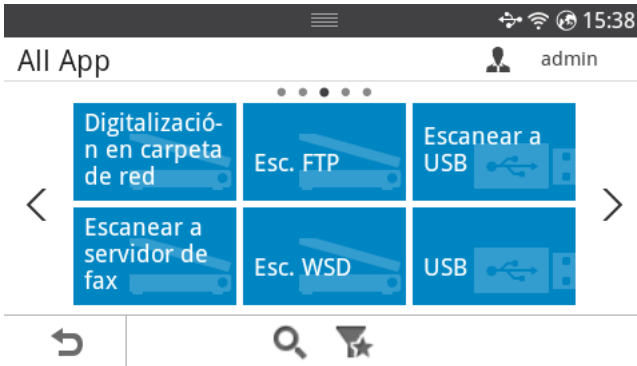 15:38
All App
admin
Digitalizació-
n en carpeta
de red
Esc. FTP
Escanear a
USB
Escanear a
servidor de
fax
Esc. WSD
USB